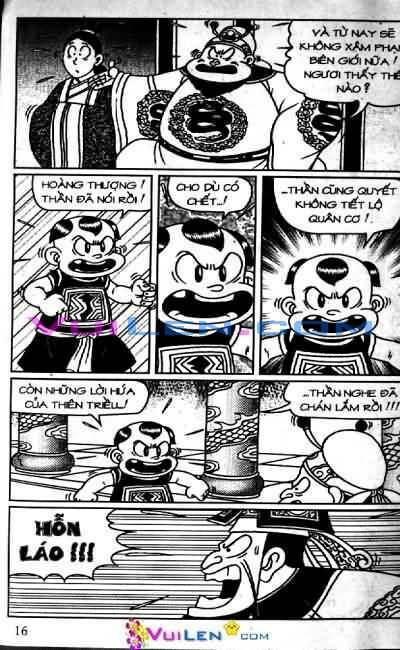 VÀ TỪ NAY SẼ
KHÔNG XÂM PHẠM
BIÊN GIỚI NỮA !
NGƯƠI THẤY THẾ
NÀO ?
HOÀNG THƯỢNG !
THẦN ĐÃ NÓI RỒI !
CHO DÙ CÓ
CHẾT...!
...THẦN CŨNG QUYẾT
KHÔNG TIẾT LỘ
QUÂN CƠ !
VUILEN.COM
CÒN NHỮNG LỜI HỨA
CỦA THIÊN TRIỀU...!
...THẦN NGHE ĐÃ
CHÁN LẮM RỒI !!!
HỖN
LÁO !!!
16
VUILEN.COM